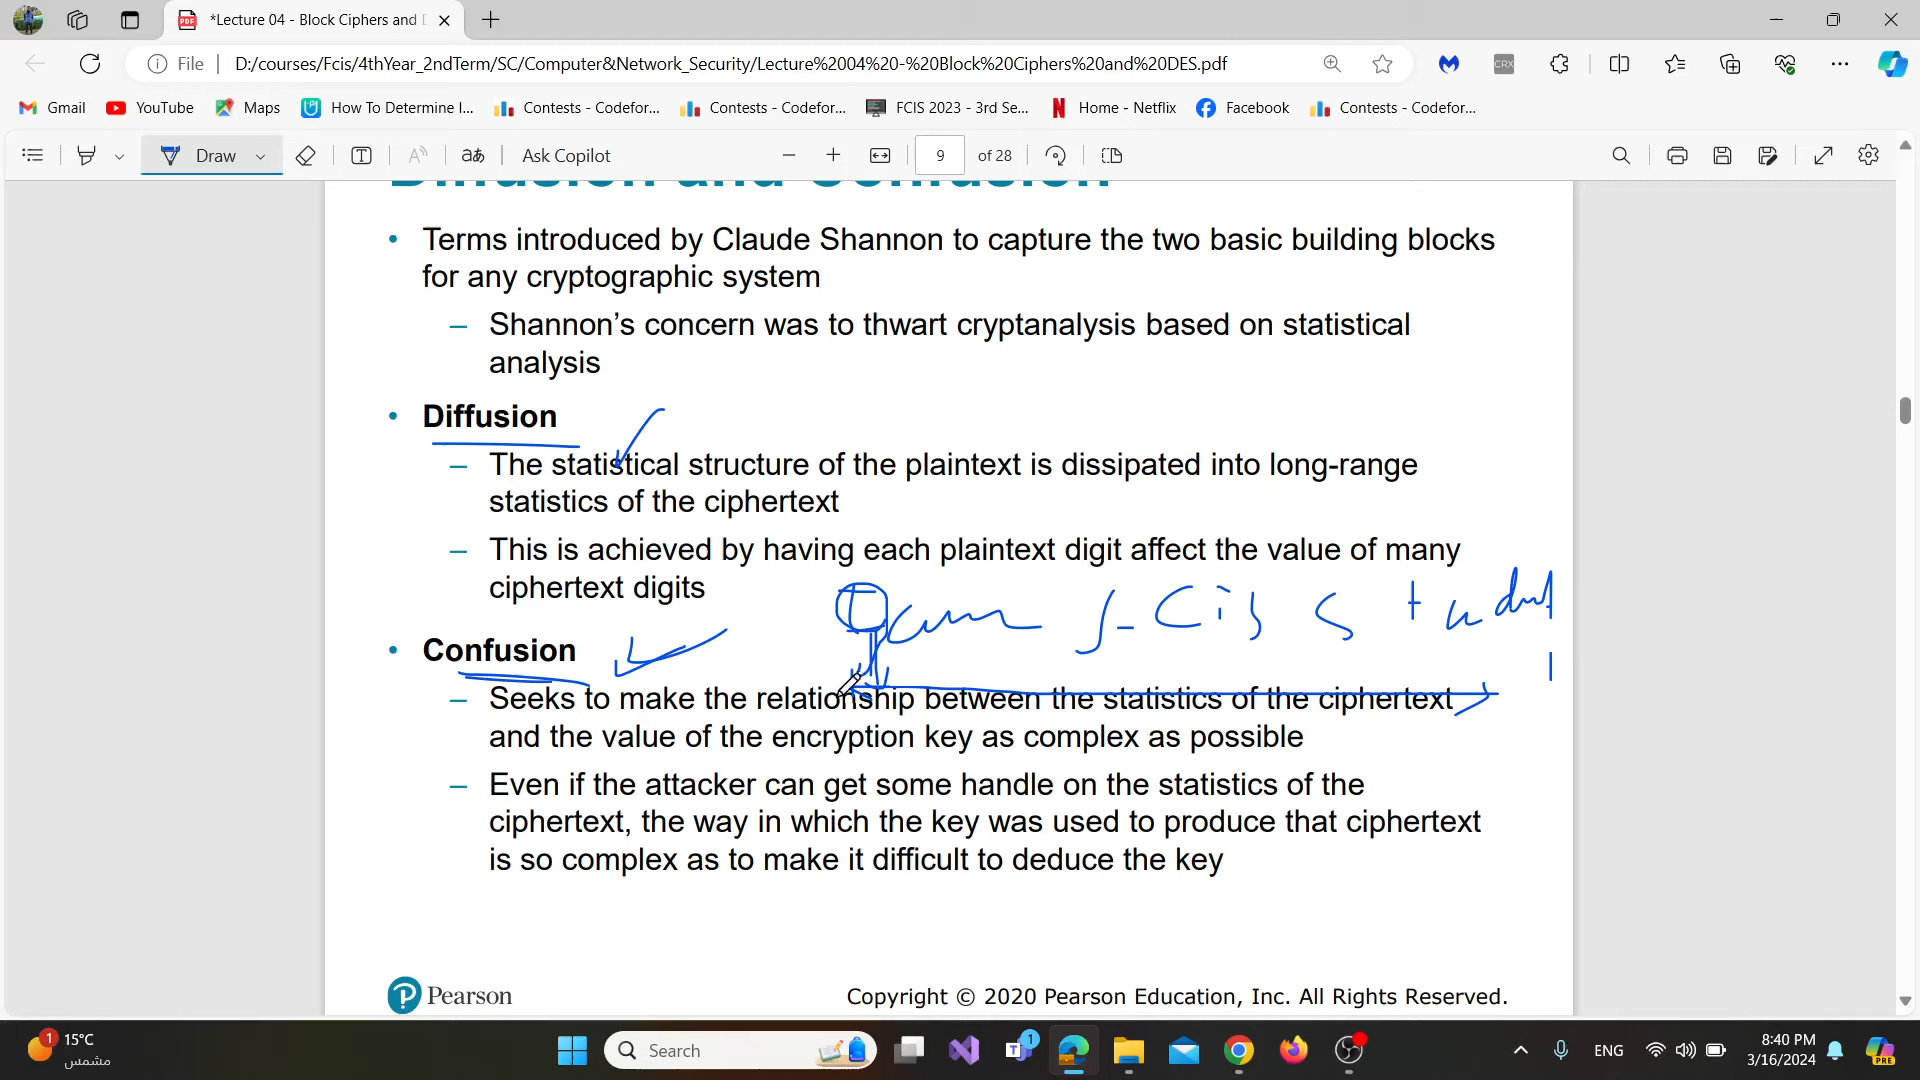 *Lecture 04 - Block Ciphers and D
File D:/courses/Fcis/4thYear_2ndTerm/SC/Computer&Network_Security/Lecture%2004%20-%20Block%20Ciphers%20and%20DES.pdf
CRX
Gmail YouTube Maps How To Determine I... Contests - Codefor... Contests - Codefor... FCIS 2023 - 3rd Se... Home - Netflix Facebook Contests - Codefor...
Draw Ask Copilot 9 of 28
Diffusion and Confusion
• Terms introduced by Claude Shannon to capture the two basic building blocks
for any cryptographic system
– Shannon’s concern was to thwart cryptanalysis based on statistical
analysis
• Diffusion
– The statistical structure of the plaintext is dissipated into long-range
statistics of the ciphertext
– This is achieved by having each plaintext digit affect the value of many
ciphertext digits
• Confusion
– Seeks to make the relationship between the statistics of the ciphertext
and the value of the encryption key as complex as possible
– Even if the attacker can get some handle on the statistics of the
ciphertext, the way in which the key was used to produce that ciphertext
is so complex as to make it difficult to deduce the key
Pearson Copyright © 2020 Pearson Education, Inc. All Rights Reserved.
1 15°C
مشمس
Search
1
ENG
8:40 PM
3/16/2024
PRE